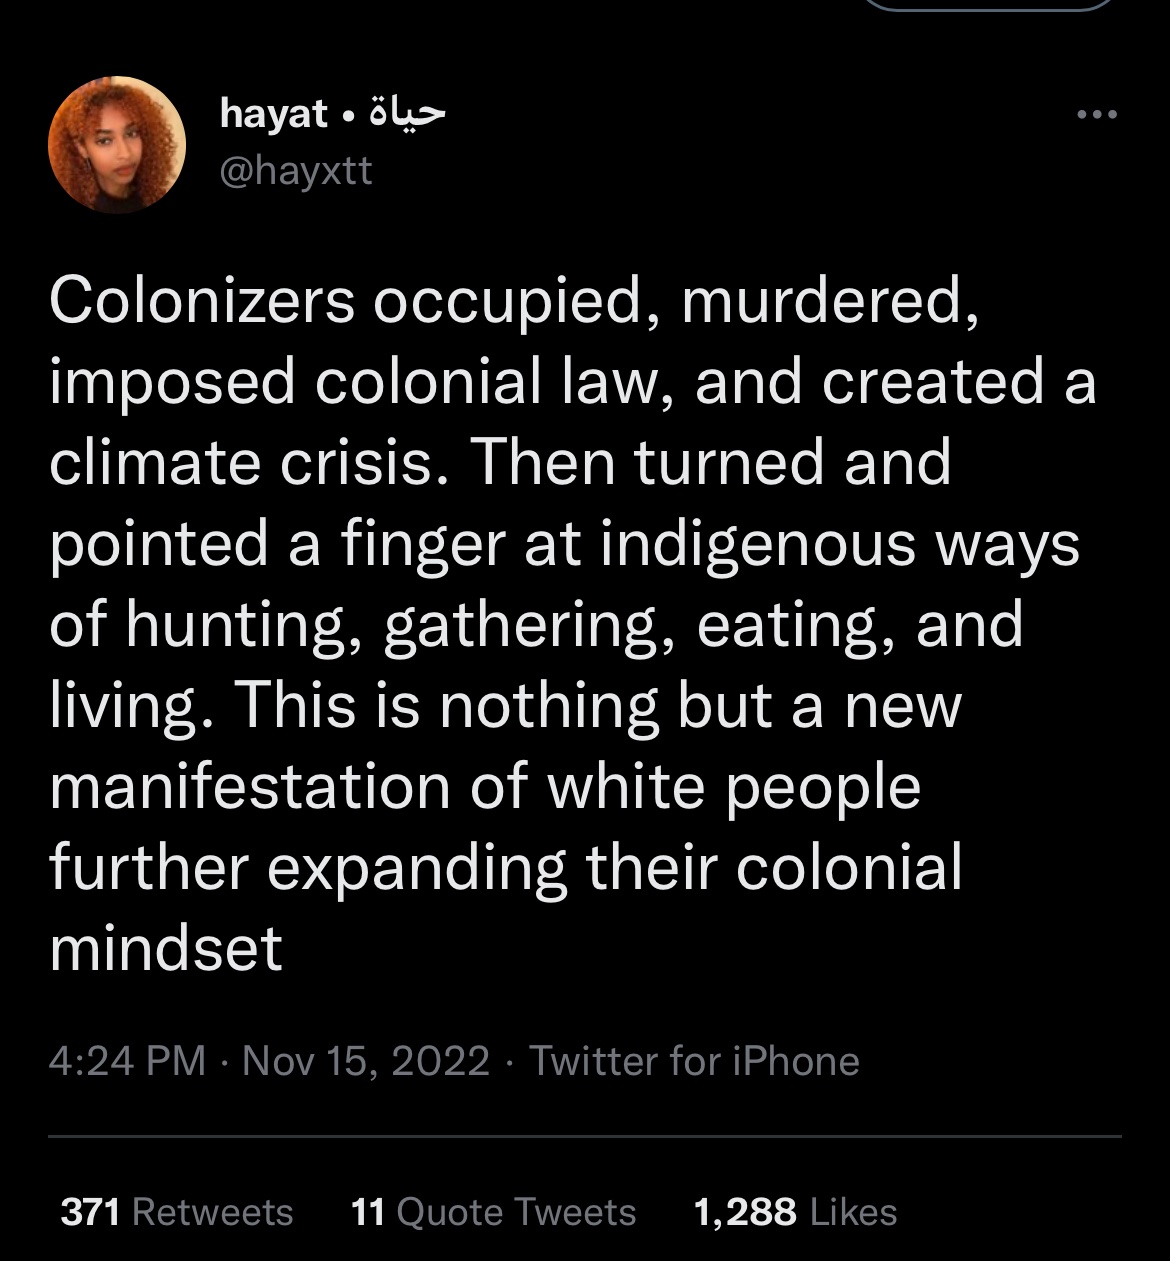 hayat • حياة
@hayxtt
Colonizers occupied, murdered,
imposed colonial law, and created a
climate crisis. Then turned and
pointed a finger at indigenous ways
of hunting, gathering, eating, and
living. This is nothing but a new
manifestation of white people
further expanding their colonial
mindset
4:24 PM · Nov 15, 2022 · Twitter for iPhone
371 Retweets 11 Quote Tweets 1,288 Likes